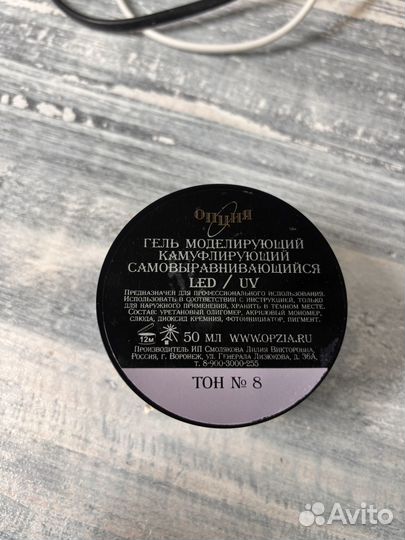 ОПЦИЯ
ГЕЛЬ МОДЕЛИРУЮЩИЙ
КАМУФЛИРУЮЩИЙ
САМОВЫРАВНИВАЮЩИЙСЯ
LED / UV
Предназначен для профессионального использования.
Использовать в соответствии с инструкцией, только
для наружного применения, хранить в темном месте.
Состав: уретановый олигомер, акриловый мономер,
слюда, диоксид кремния, фотоинициатор, пигмент.
12М 50 МЛ WWW.OPZIA.RU
Производитель ИП Смолякова Лилия Викторовна,
Россия, г. Воронеж, ул. Генерала Лизюкова, д. 36А,
т. 8-900-3000-255
ТОН № 8
Avito